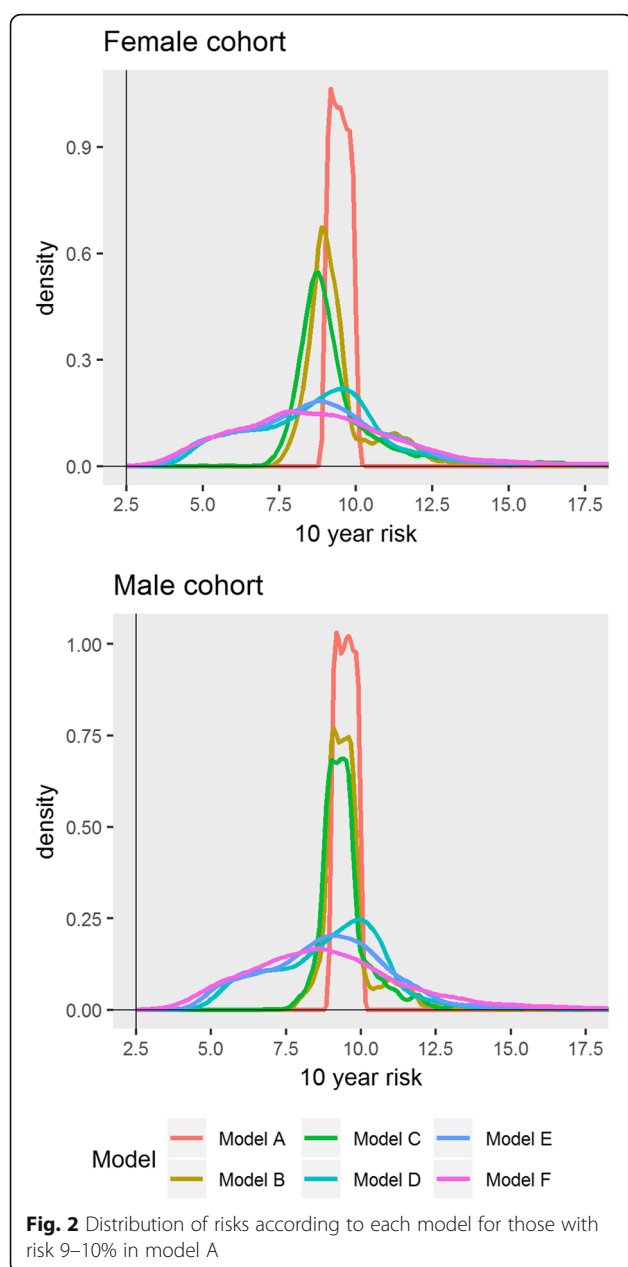 Female cohort
0.9
0.6
0.3
0.0
density
2.5 5.0 7.5 10.0 12.5 15.0 17.5
10 year risk
Male cohort
1.00
0.75
0.50
0.25
0.00
density
2.5 5.0 7.5 10.0 12.5 15.0 17.5
10 year risk
Model
Model A Model C Model E
Model B Model D Model F
Fig. 2 Distribution of risks according to each model for those with
risk 9–10% in model A